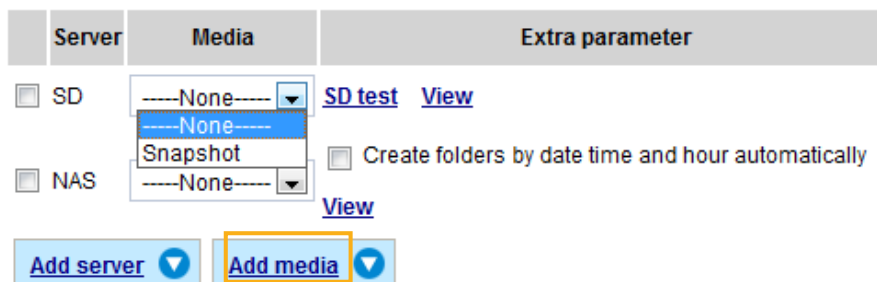 Server Media Extra parameter
SD -----None----- SD test View
-----None-----
Snapshot
Create folders by date time and hour automatically
NAS -----None-----
View
Add server Add media